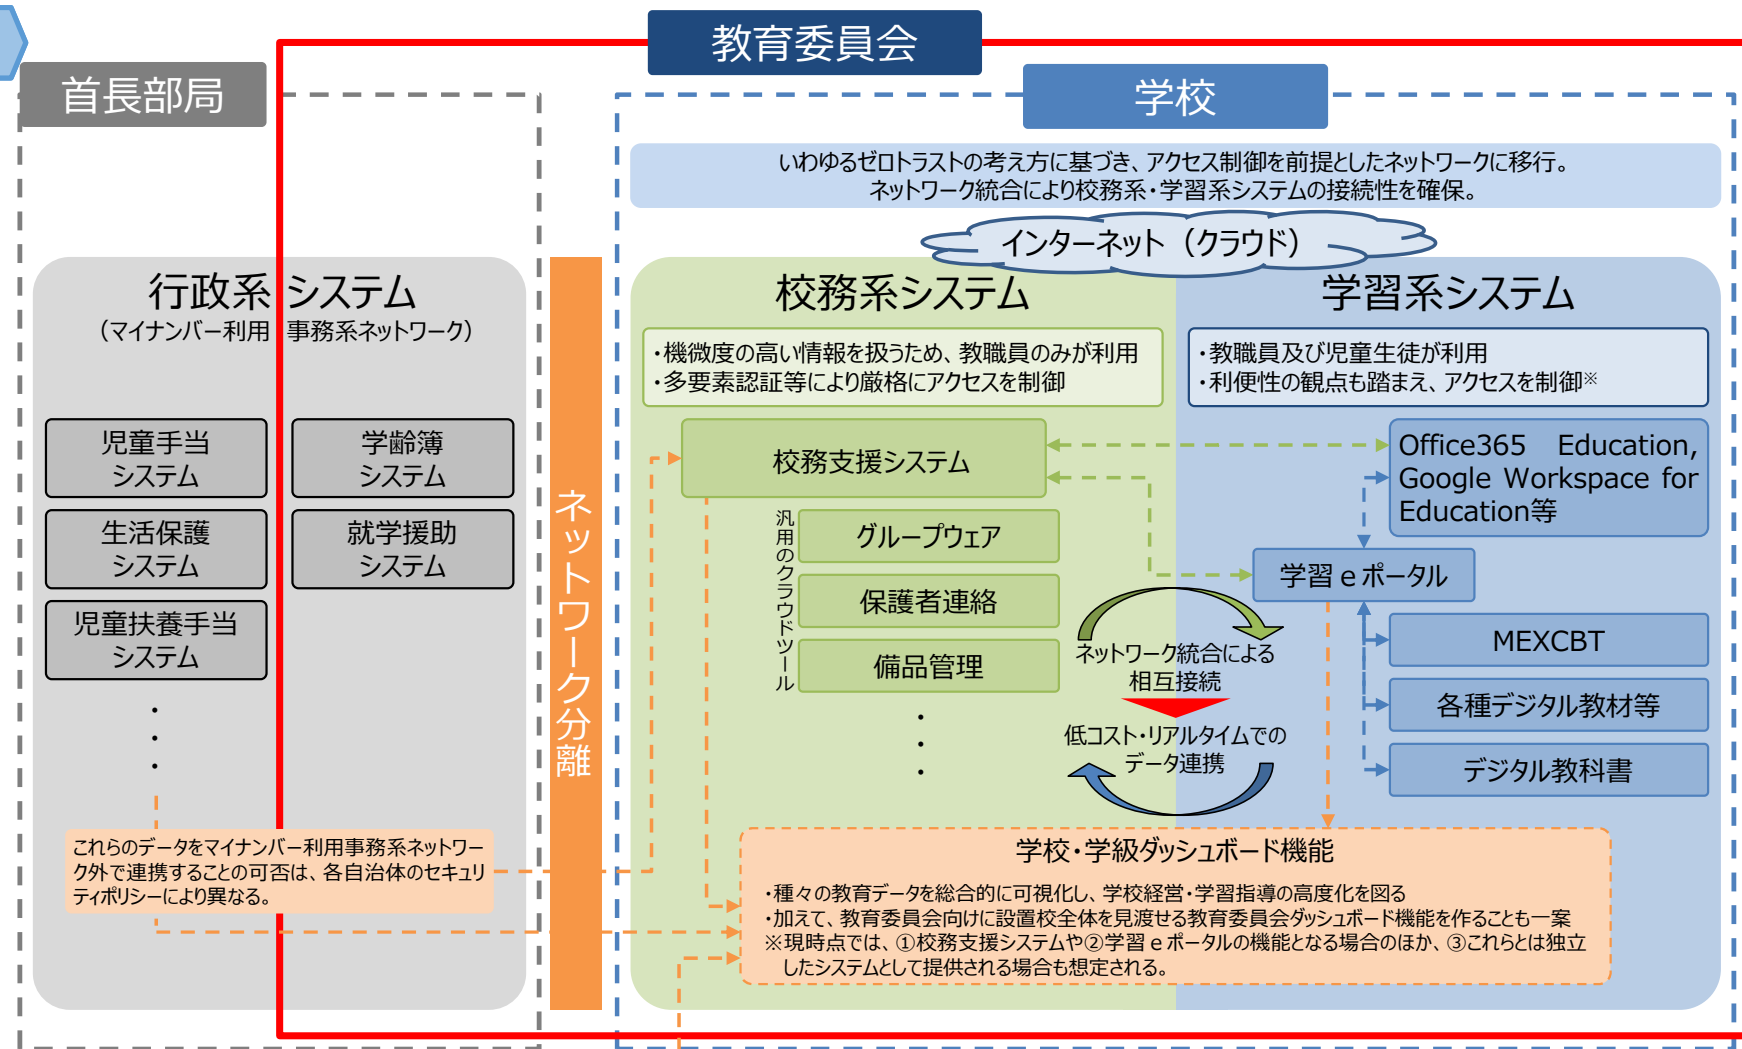 教育委員会
首長部局
学校
いわゆるゼロトラストの考え方に基づき、アクセス制御を前提としたネットワークに移行。
ネットワーク統合により校務系・学習系システムの接続性を確保。
インターネット（クラウド）
行政系システム
（マイナンバー利用 事務系ネットワーク）
児童手当
システム
学齢簿
システム
生活保護
システム
就学援助
システム
児童扶養手当
システム
・
・
・
これらのデータをマイナンバー利用事務系ネットワー
ク外で連携することの可否は、各自治体のセキュリ
ティポリシーにより異なる。
ネットワーク分離
校務系システム
・機微度の高い情報を扱うため、教職員のみが利用
・多要素認証等により厳格にアクセスを制御
校務支援システム
汎用のクラウドツール
グループウェア
保護者連絡
備品管理
・
・
・
学習系システム
・教職員及び児童生徒が利用
・利便性の観点も踏まえ、アクセスを制御※
Office365 Education,
Google Workspace for
Education等
学習ｅポータル
MEXCBT
各種デジタル教材等
デジタル教科書
ネットワーク統合による
相互接続
低コスト・リアルタイムでの
データ連携
学校・学級ダッシュボード機能
・種々の教育データを総合的に可視化し、学校経営・学習指導の高度化を図る
・加えて、教育委員会向けに設置校全体を見渡せる教育委員会ダッシュボード機能を作ることも一案
※現時点では、①校務支援システムや②学習ｅポータルの機能となる場合のほか、③これらとは独立
したシステムとして提供される場合も想定される。